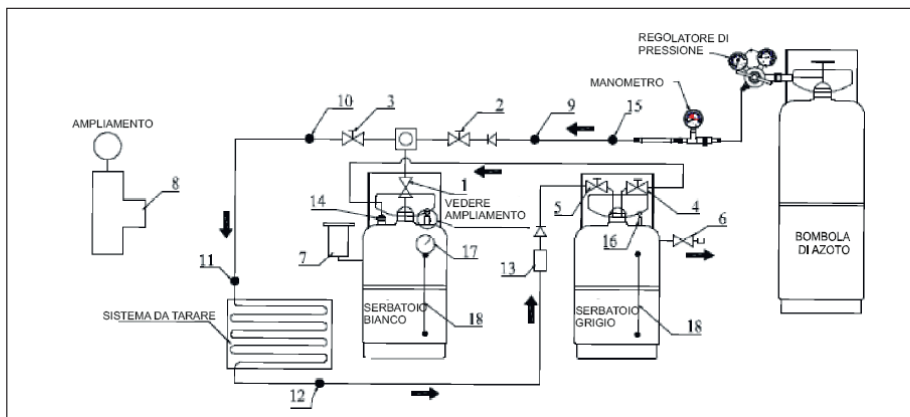 REGOLATORE DI
PRESSIONE
MANOMETRO
10
3
2
9
15
AMPLIAMENTO
8
1
VEDERE
AMPLIAMENTO
14
5
4
6
16
7
17
13
BOMBOLA
DI AZOTO
11
SERBATOIO
BIANCO
18
SERBATOIO
GRIGIO
18
SISTEMA DA TARARE
12